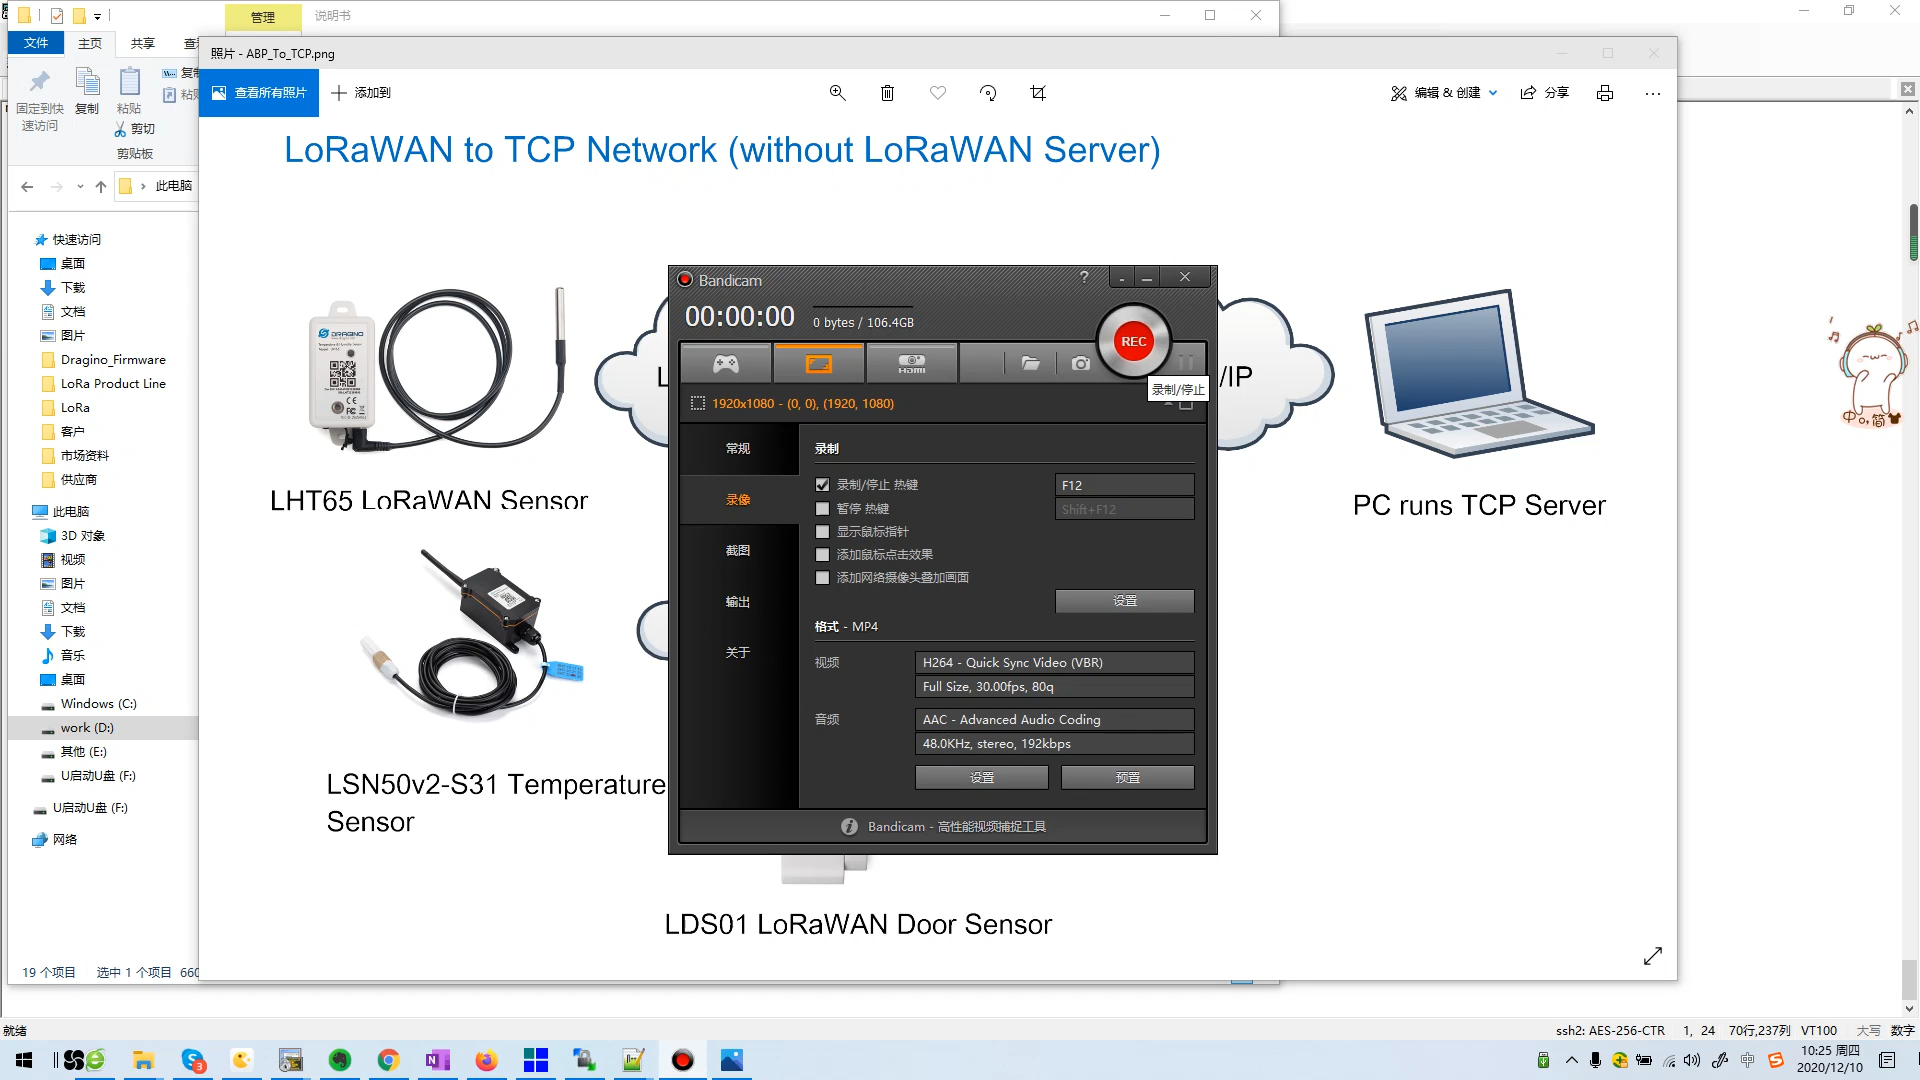 管理
说明书
文件
主页
共享
查看
照片 - ABP_To_TCP.png
查看所有照片
添加到
编辑 & 创建
分享
固定到快
速访问
复制
粘贴
剪切
剪贴板
此电脑
LoRaWAN to TCP Network (without LoRaWAN Server)
快速访问
桌面
下载
文档
图片
Dragino_Firmware
LoRa Product Line
LoRa
客户
市场资料
供应商
此电脑
3D 对象
视频
图片
文档
下载
音乐
桌面
Windows (C:)
work (D:)
其他 (E:)
U启动U盘 (F:)
U启动U盘 (F:)
网络
19 个项目
选中 1 个项目
DRAGINO
LHT65 LoRaWAN Sensor
LSN50v2-S31 Temperature
Sensor
LDS01 LoRaWAN Door Sensor
/IP
PC runs TCP Server
Bandicam
?
00:00:00
0 bytes / 106.4GB
REC
HDMI
录制/停止
1920x1080 - (0, 0), (1920, 1080)
常规
录像
截图
输出
关于
录制
录制/停止 热键
F12
暂停 热键
Shift+F12
显示鼠标指针
添加鼠标点击效果
添加网络摄像头叠加画面
设置
格式 - MP4
视频
H264 - Quick Sync Video (VBR)
Full Size, 30.00fps, 80q
音频
AAC - Advanced Audio Coding
48.0KHz, stereo, 192kbps
设置
预置
Bandicam - 高性能视频捕捉工具
中
简
就绪
ssh2: AES-256-CTR
1, 24
70行,237列
VT100
大写
数字
中
10:25 周四
2020/12/10